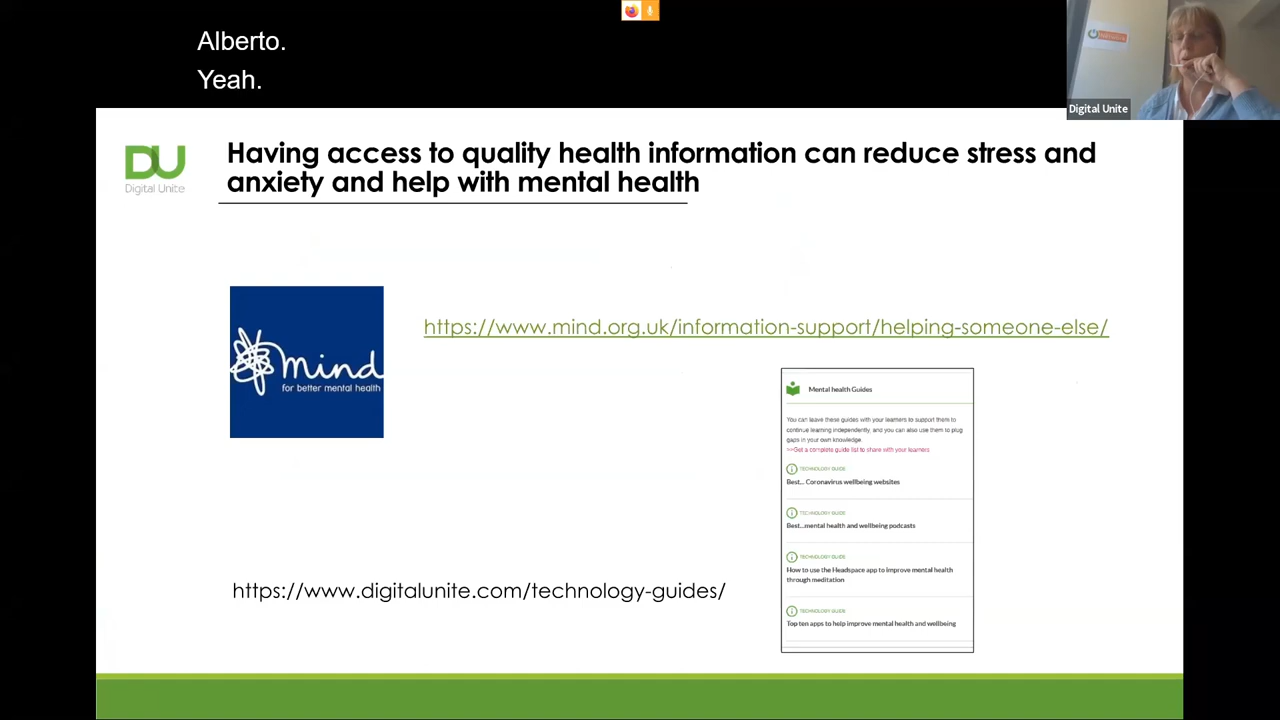 Alberto.
Yeah.
Digital Unite
DU
Digital Unite
Having access to quality health information can reduce stress and
anxiety and help with mental health
mind
for better mental health
https://www.mind.org.uk/information-support/helping-someone-else/
Mental health Guides
You can leave these guides with your learners to support them to
continue learning independently, and you can also use them to plug
gaps in your own knowledge.
>>Get a complete guide list to share with your learners
TECHNOLOGY GUIDE
Best... Coronavirus wellbeing websites
TECHNOLOGY GUIDE
Best...mental health and wellbeing podcasts
TECHNOLOGY GUIDE
How to use the Headspace app to improve mental health
through meditation
TECHNOLOGY GUIDE
Top ten apps to help improve mental health and wellbeing
https://www.digitalunite.com/technology-guides/